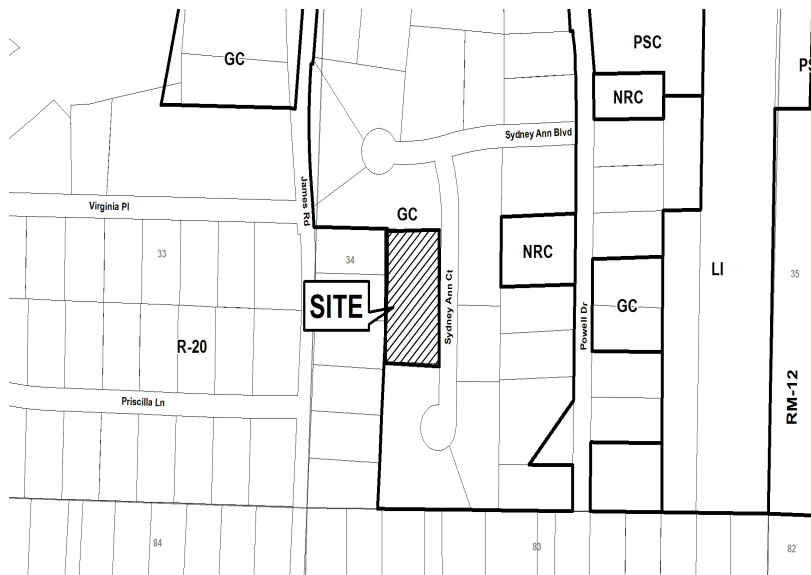 PSC
GC
PS
NRC
Sydney Ann Blvd
James Rd
Virginia Pl
GC
33
34
NRC
LI
35
SITE
Sydney Ann Ct
Powell Dr
GC
R-20
RM-12
Priscilla Ln
84
83
82